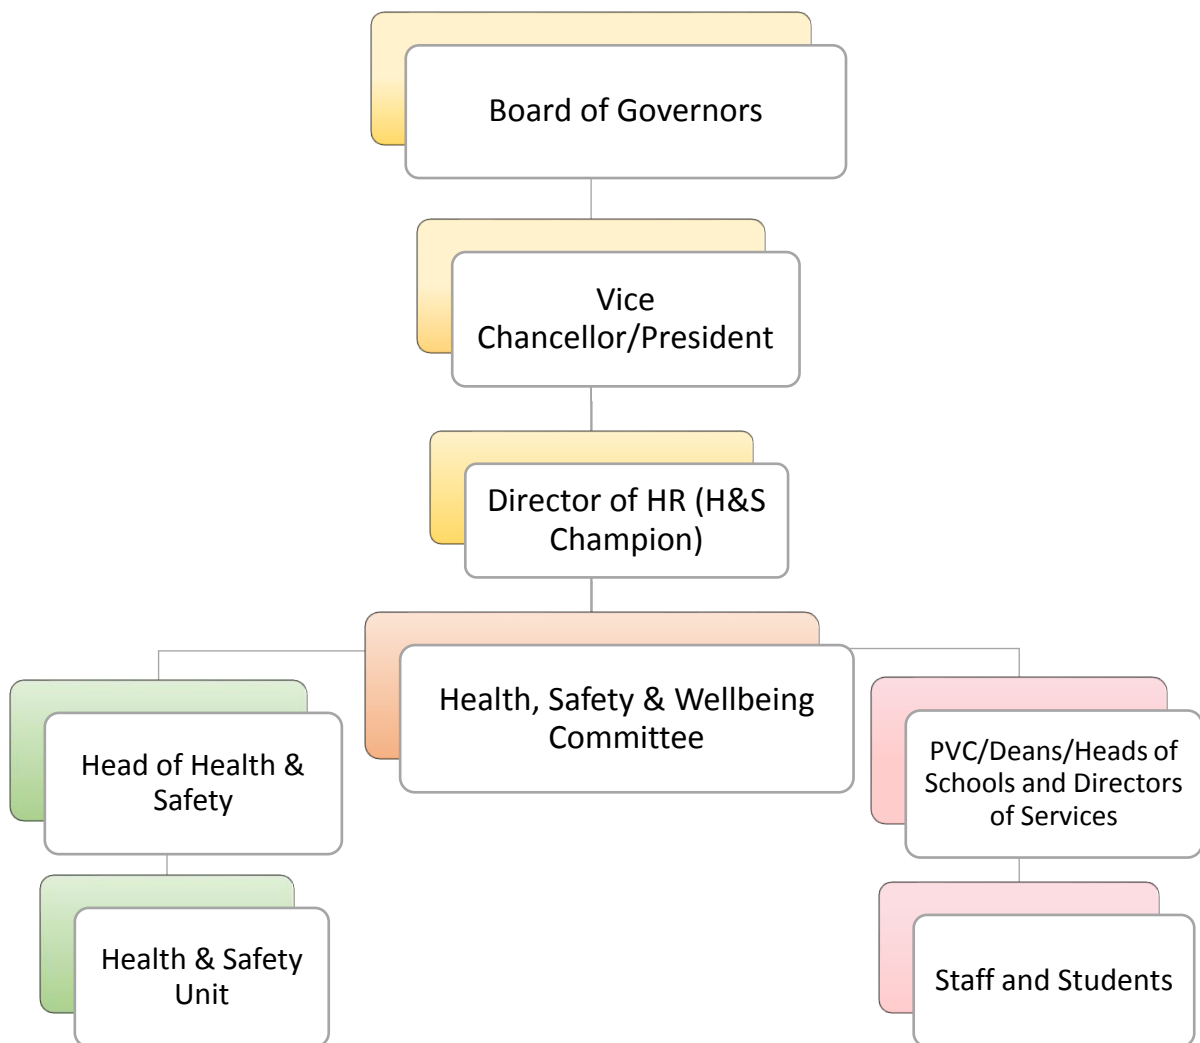 Board of Governors
Vice
Chancellor/President
Director of HR (H&S
Champion)
Health, Safety & Wellbeing
Committee
Head of Health &
Safety
PVC/Deans/Heads of
Schools and Directors
of Services
Health & Safety
Unit
Staff and Students